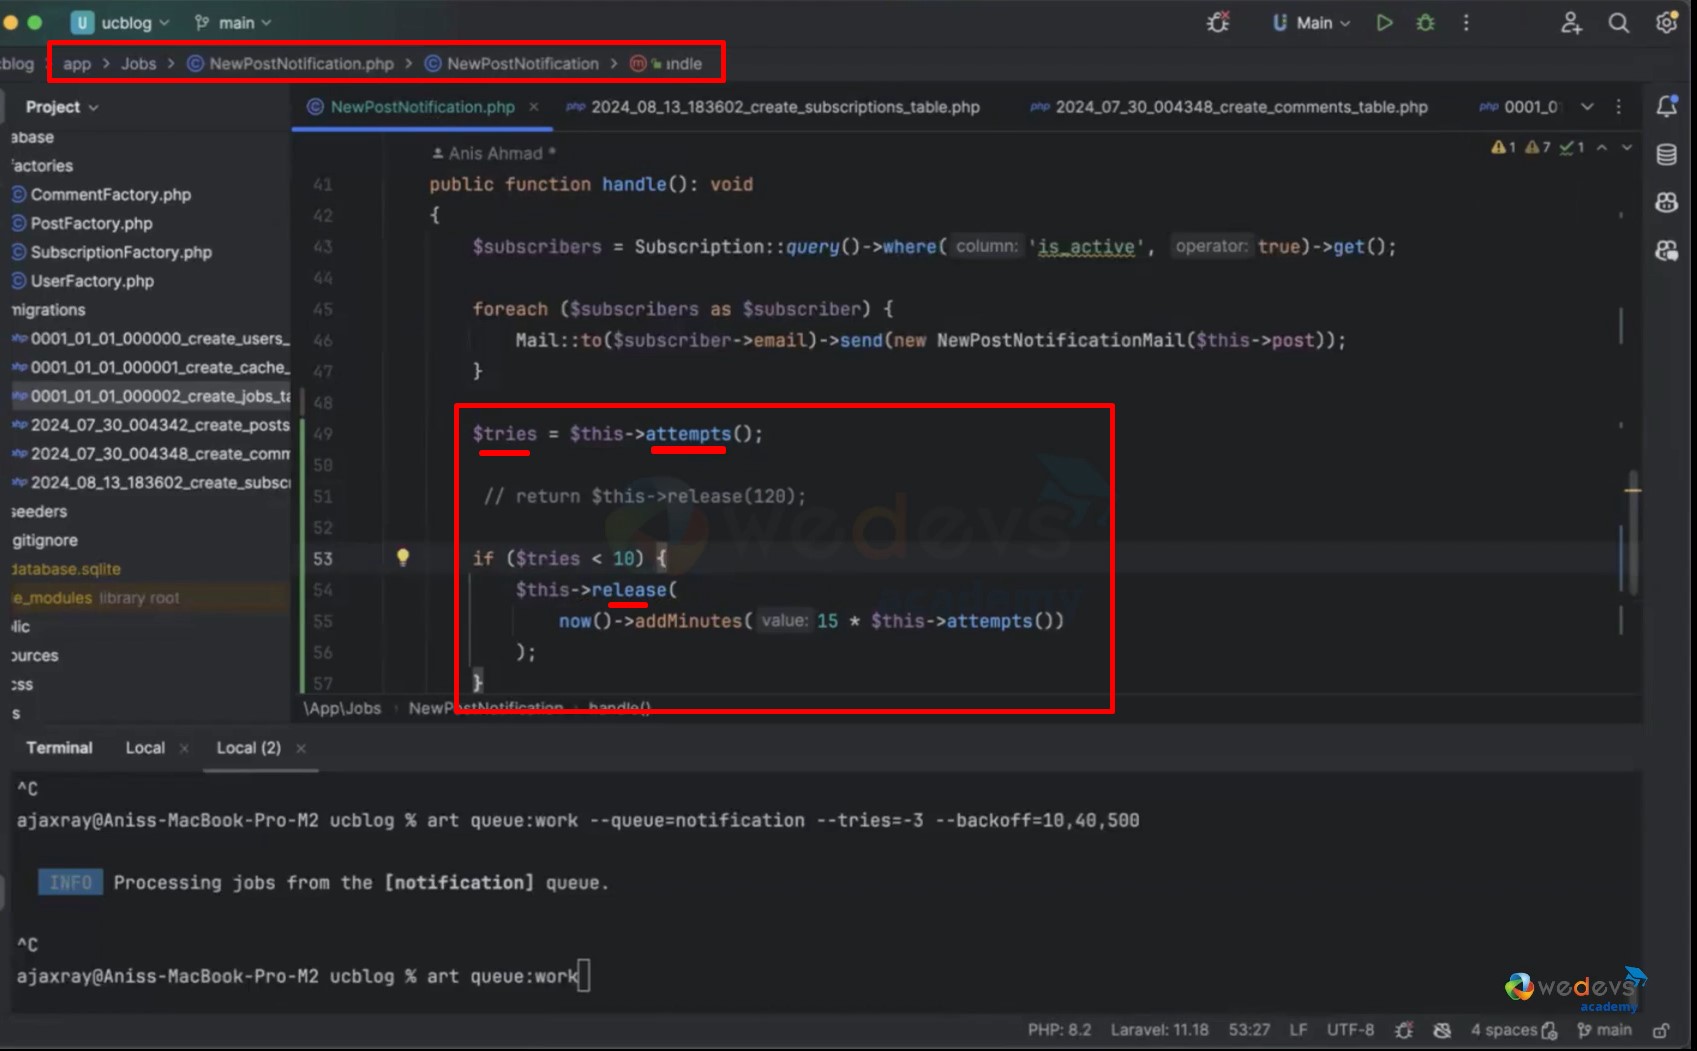 U ucblog main Main
blog app Jobs NewPostNotification.php NewPostNotification m ndle
Project
abase
actories
CommentFactory.php
PostFactory.php
SubscriptionFactory.php
UserFactory.php
migrations
0001_01_01_000000_create_users_
0001_01_01_000001_create_cache_
0001_01_01_000002_create_jobs_ta
2024_07_30_004342_create_posts
2024_07_30_004348_create_comm
2024_08_13_183602_create_subsc
seeders
gitignore
database.sqlite
e_modules library root
lic
ources
css
s
NewPostNotification.php php 2024_08_13_183602_create_subscriptions_table.php php 2024_07_30_004348_create_comments_table.php php 0001_0
Anis Ahmad *
1 7 1
41 public function handle(): void
42 {
43 $subscribers = Subscription::query()->where( column: 'is_active', operator: true)->get();
44
45 foreach ($subscribers as $subscriber) {
46 Mail::to($subscriber->email)->send(new NewPostNotificationMail($this->post));
47 }
48
49 $tries = $this->attempts();
50
51 // return $this->release(120);
52
53 if ($tries < 10) {
54 $this->release(
55 now()->addMinutes( value: 15 * $this->attempts())
56 );
57 }
wedevs
academy
\App\Jobs NewPostNotification handle()
Terminal Local Local (2)
^C
ajaxray@Aniss-MacBook-Pro-M2 ucblog % art queue:work --queue=notification --tries=-3 --backoff=10,40,500
INFO Processing jobs from the [notification] queue.
^C
ajaxray@Aniss-MacBook-Pro-M2 ucblog % art queue:work
wedevs
academy
PHP: 8.2 Laravel: 11.18 53:27 LF UTF-8 4 spaces main